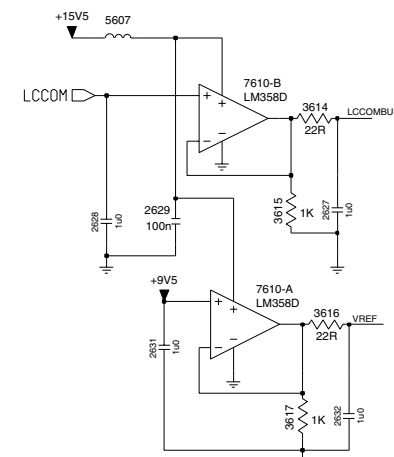 +15V5
5607
LCCOM
7610-B
LM358D
3614
22R
LCCOMBU
2628
1u0
2629
100n
3615
1K
2627
1u0
+9V5
7610-A
LM358D
3616
22R
VREF
2631
1u0
3617
1K
2632
1u0